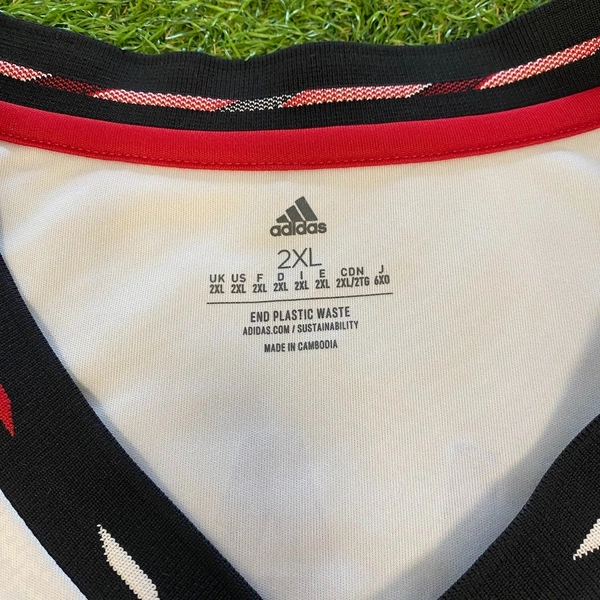 adidas
2XL
UK US F D I E CDN J
2XL 2XL 2XL 2XL 2XL 2XL 2XL/2TG 6XO
END PLASTIC WASTE
ADIDAS.COM / SUSTAINABILITY
MADE IN CAMBODIA